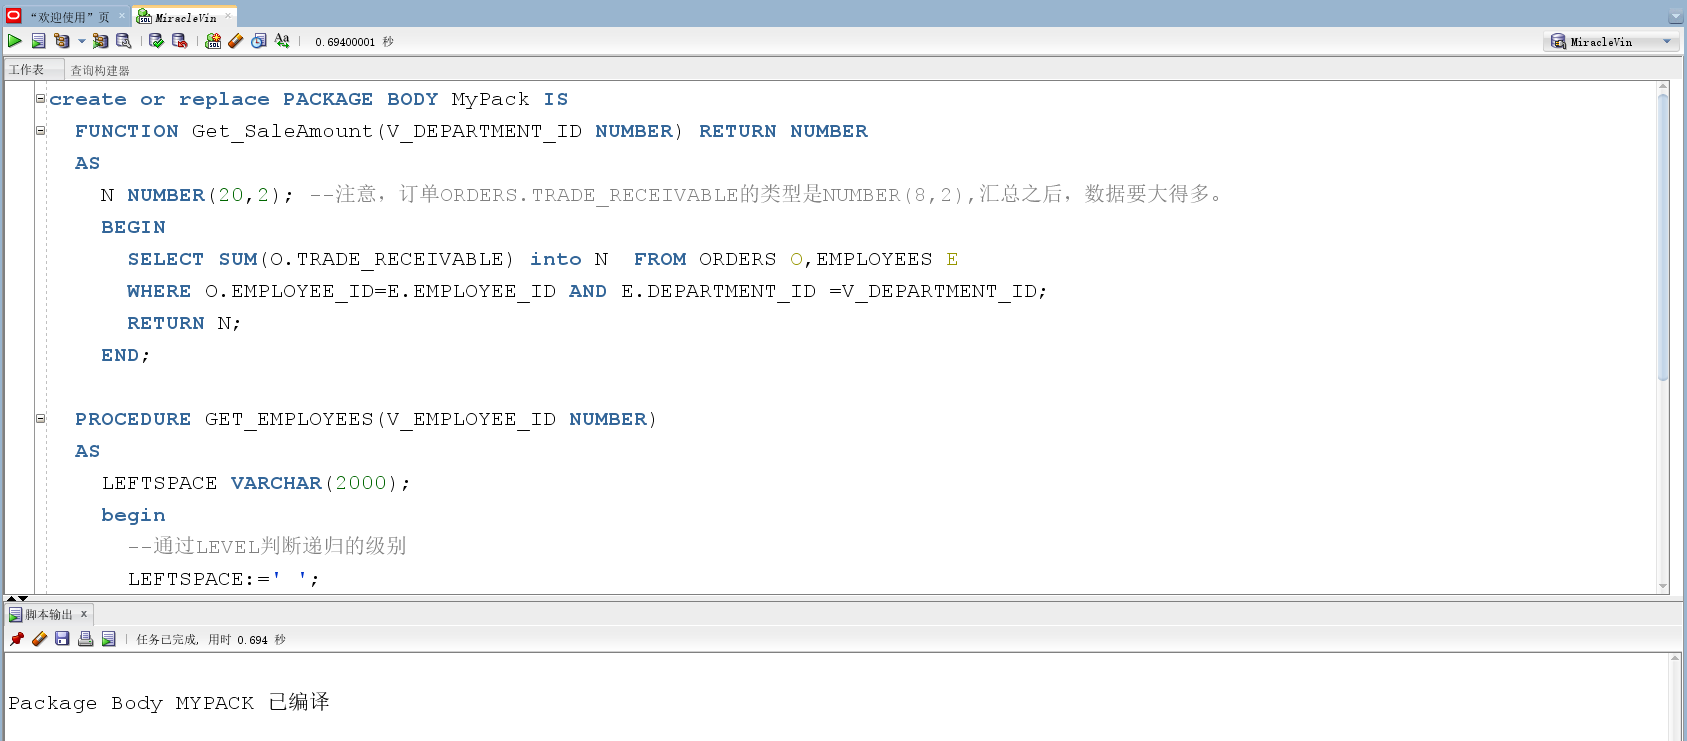 “欢迎使用”页
MiracleVin
0.69400001 秒
MiracleVin
工作表 查询构建器
create or replace PACKAGE BODY MyPack IS
FUNCTION Get_SaleAmount(V_DEPARTMENT_ID NUMBER) RETURN NUMBER
AS
N NUMBER(20,2); --注意，订单ORDERS.TRADE_RECEIVABLE的类型是NUMBER(8,2),汇总之后，数据要大得多。
BEGIN
SELECT SUM(O.TRADE_RECEIVABLE) into N  FROM ORDERS O,EMPLOYEES E
WHERE O.EMPLOYEE_ID=E.EMPLOYEE_ID AND E.DEPARTMENT_ID =V_DEPARTMENT_ID;
RETURN N;
END;
PROCEDURE GET_EMPLOYEES(V_EMPLOYEE_ID NUMBER)
AS
LEFTSPACE VARCHAR(2000);
begin
--通过LEVEL判断递归的级别
LEFTSPACE:=' ';
脚本输出 x
任务已完成, 用时 0.694 秒
Package Body MYPACK 已编译